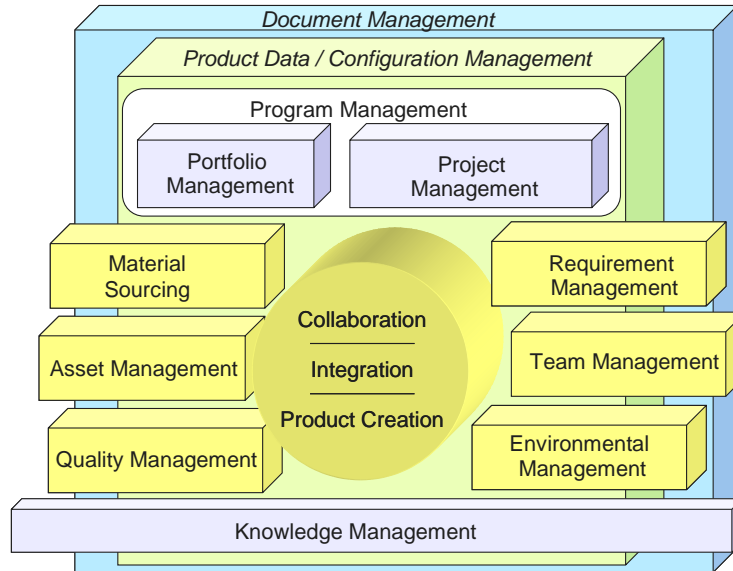 Document Management
Product Data / Configuration Management
Program Management
Portfolio
Management
Project
Management
Material
Sourcing
Requirement
Management
Collaboration
Asset Management
Integration
Team Management
Product Creation
Quality Management
Environmental
Management
Knowledge Management